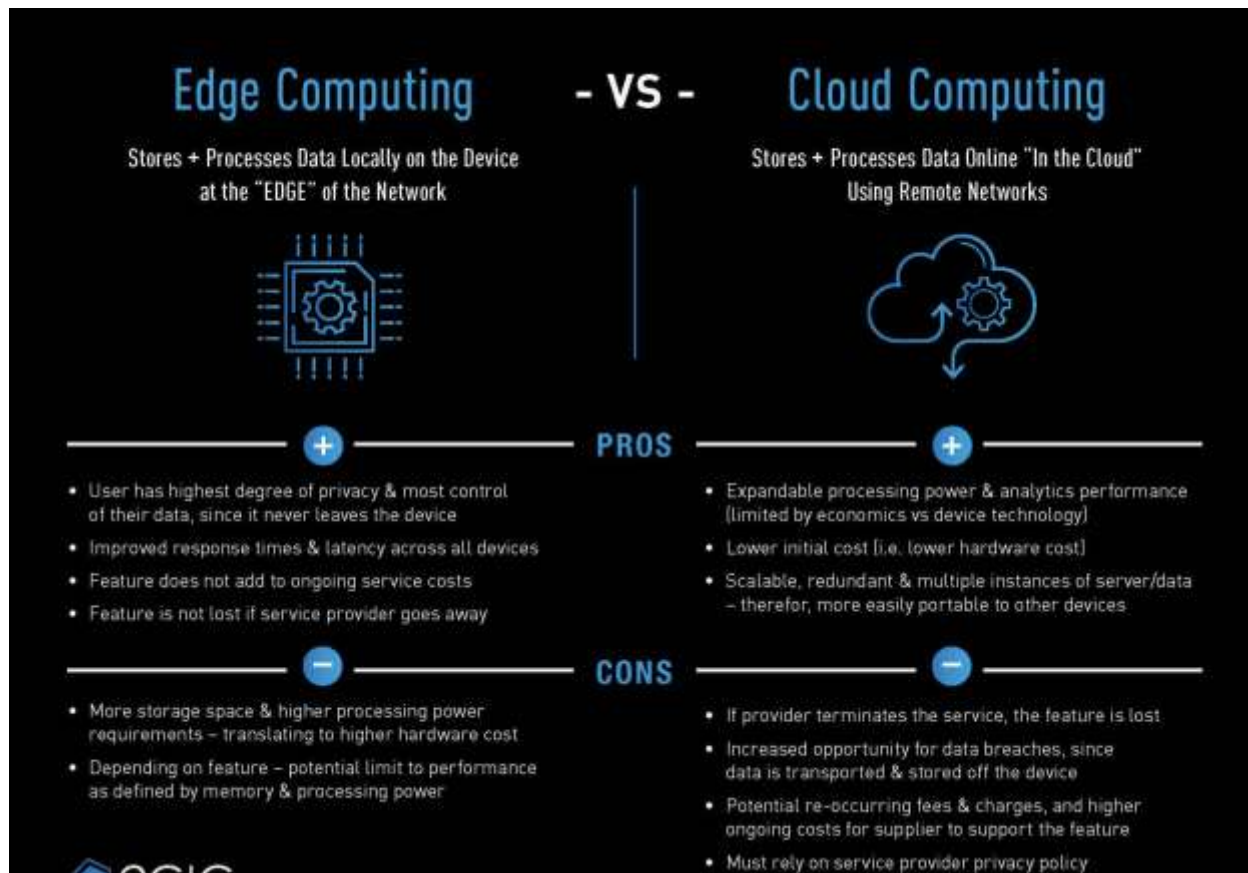 Edge Computing
- VS -
Cloud Computing
Stores + Processes Data Locally on the Device
at the "EDGE" of the Network
Stores + Processes Data Online "In the Cloud"
Using Remote Networks
PROS
• User has highest degree of privacy & most control
of their data, since it never leaves the device
• Improved response times & latency across all devices
• Feature does not add to ongoing service costs
• Feature is not lost if service provider goes away
• Expandable processing power & analytics performance
(limited by economics vs device technology)
• Lower initial cost (i.e. lower hardware cost)
• Scalable, redundant & multiple instances of server/data
– therefor, more easily portable to other devices
CONS
• More storage space & higher processing power
requirements – translating to higher hardware cost
• Depending on feature – potential limit to performance
as defined by memory & processing power
• If provider terminates the service, the feature is lost
• Increased opportunity for data breaches, since
data is transported & stored off the device
• Potential re-occurring fees & charges, and higher
ongoing costs for supplier to support the feature
• Must rely on service provider privacy policy